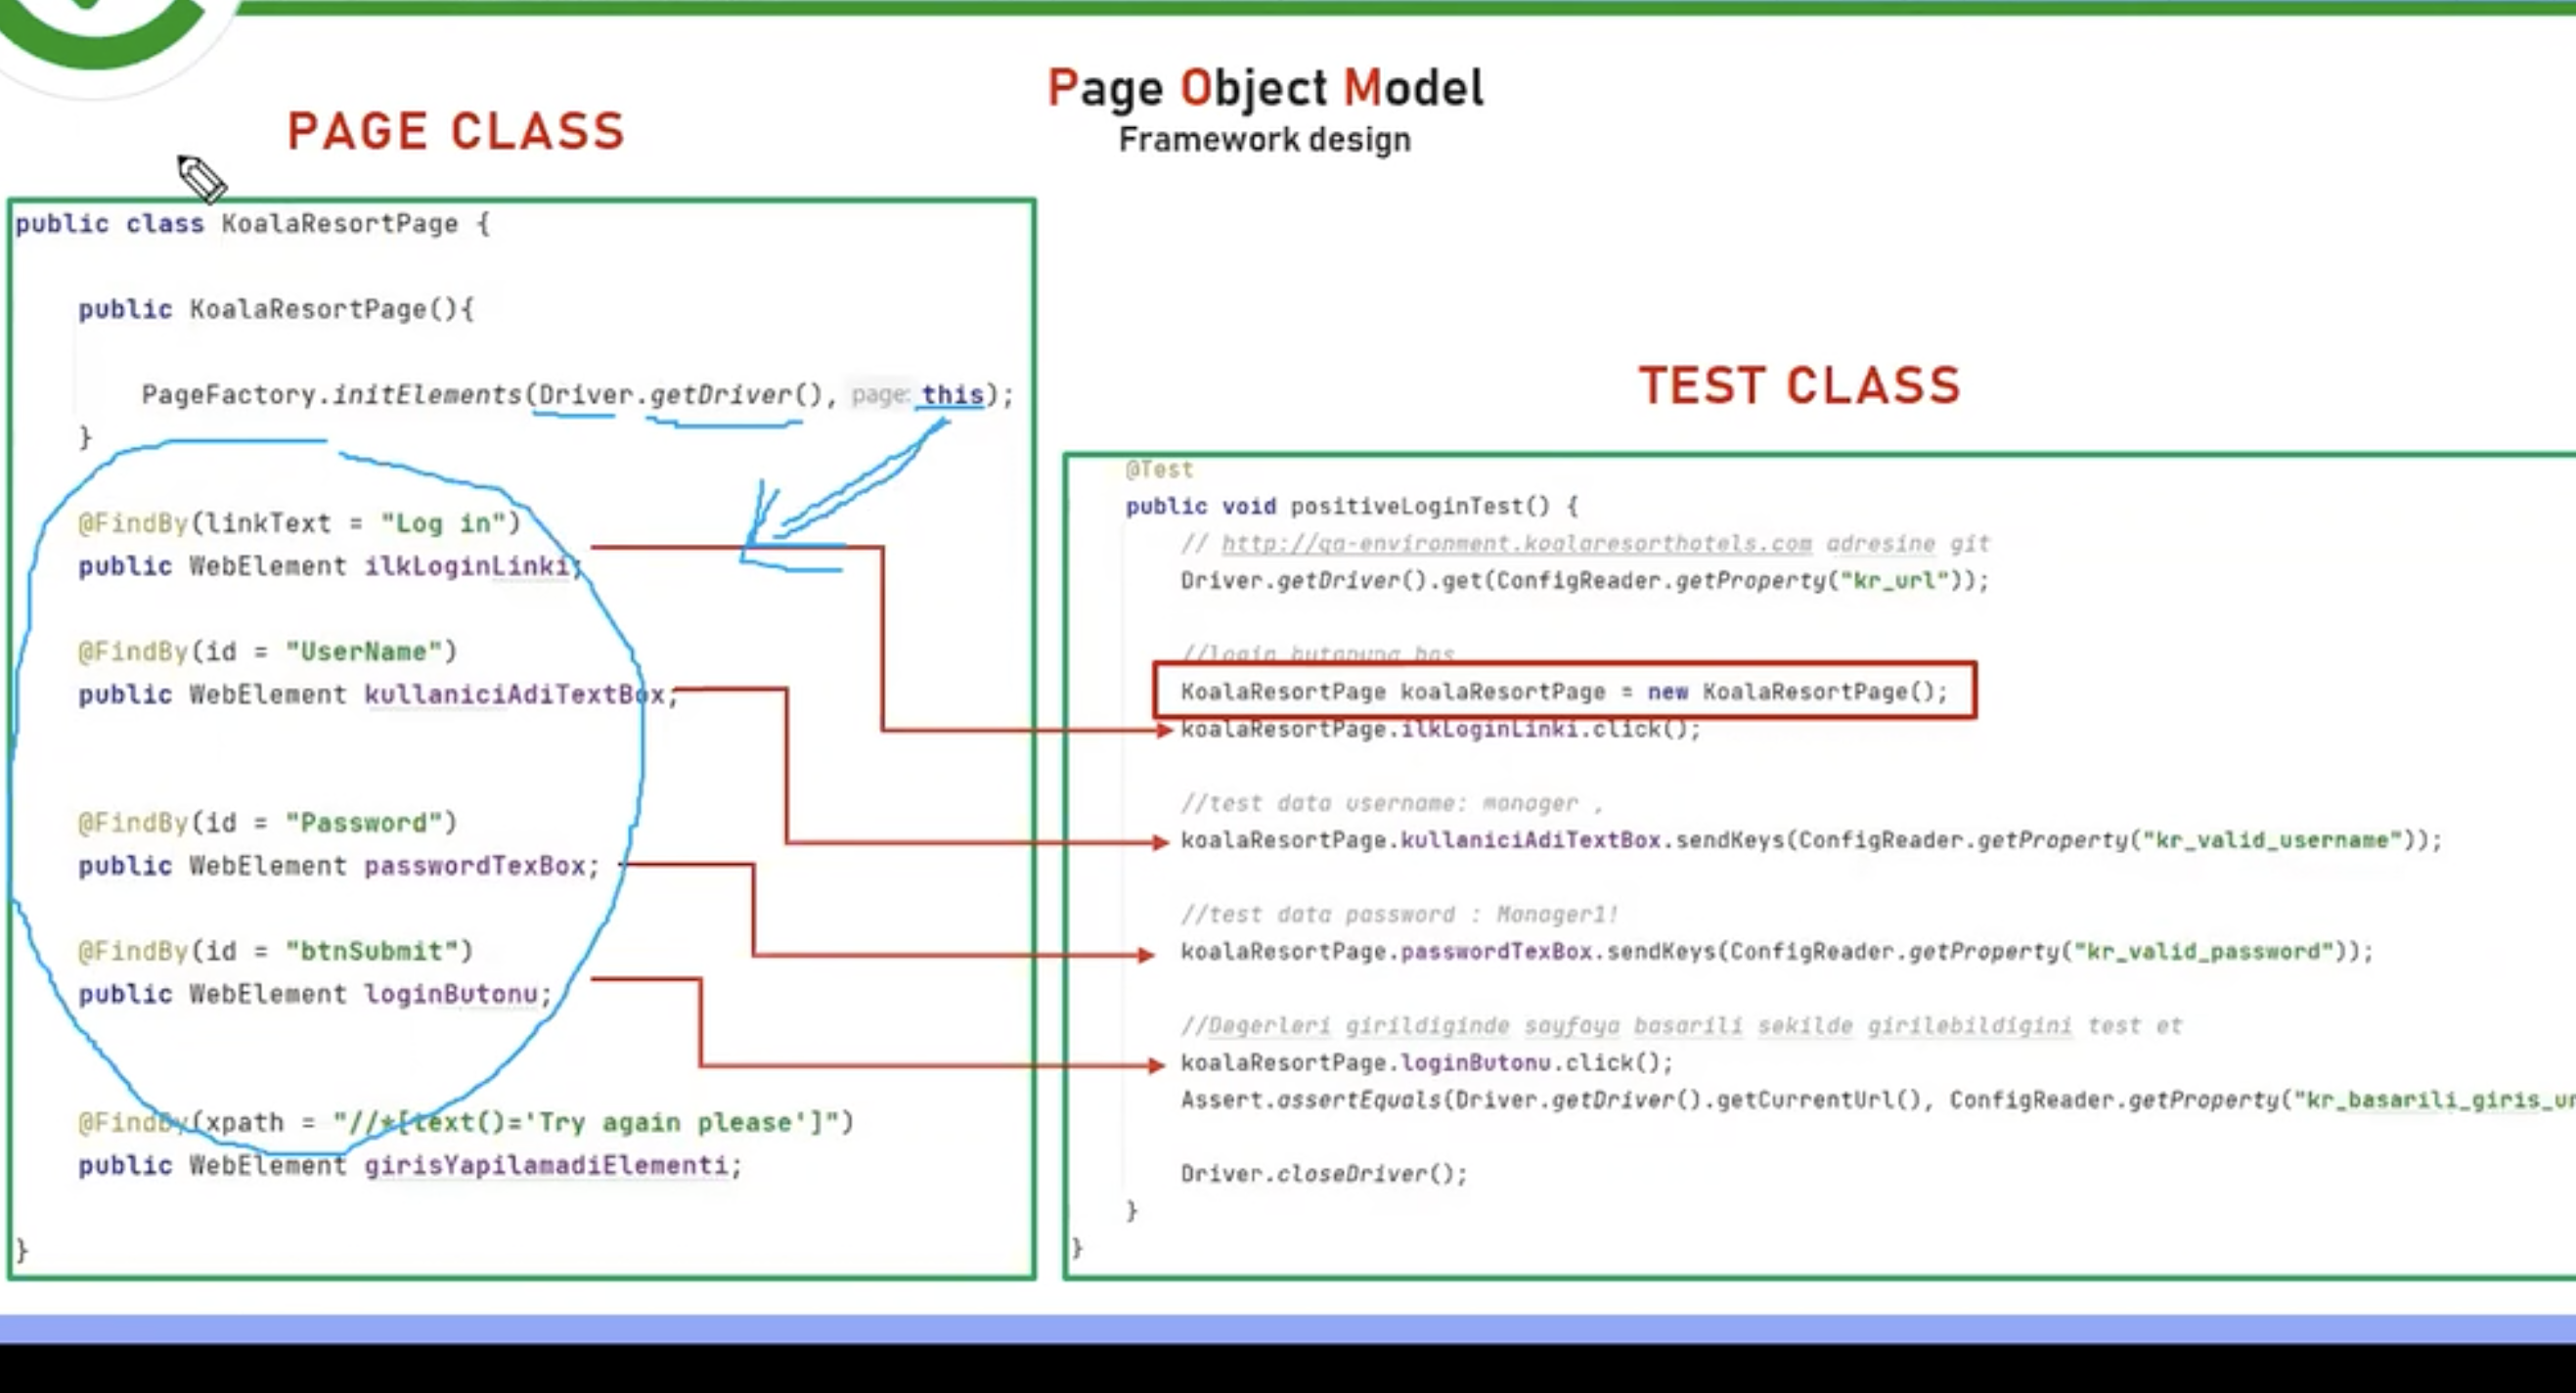 Page Object Model
Framework design
PAGE CLASS
public class KoalaResortPage {
public KoalaResortPage(){
PageFactory.initElements(Driver.getDriver(), page: this);
}
@FindBy(linkText = "Log in")
public WebElement ilkLoginLinki;
@FindBy(id = "UserName")
public WebElement kullaniciAdiTextBox;
@FindBy(id = "Password")
public WebElement passwordTexBox;
@FindBy(id = "btnSubmit")
public WebElement loginButonu;
@FindBy(xpath = "//*[text()='Try again please']")
public WebElement girisYapilamadiElementi;
}
TEST CLASS
@Test
public void positiveLoginTest() {
// http://qa-environment.koalaresorthotels.com adresine git
Driver.getDriver().get(ConfigReader.getProperty("kr_url"));
//login butonuna bas
KoalaResortPage koalaResortPage = new KoalaResortPage();
koalaResortPage.ilkLoginLinki.click();
//test data username: manager ,
koalaResortPage.kullaniciAdiTextBox.sendKeys(ConfigReader.getProperty("kr_valid_username"));
//test data password : Manager1!
koalaResortPage.passwordTexBox.sendKeys(ConfigReader.getProperty("kr_valid_password"));
//Degerleri girildiginde sayfaya basarili sekilde girilebildigini test et
koalaResortPage.loginButonu.click();
Assert.assertEquals(Driver.getDriver().getCurrentUrl(), ConfigReader.getProperty("kr_basarili_giris_ur
Driver.closeDriver();
}
}